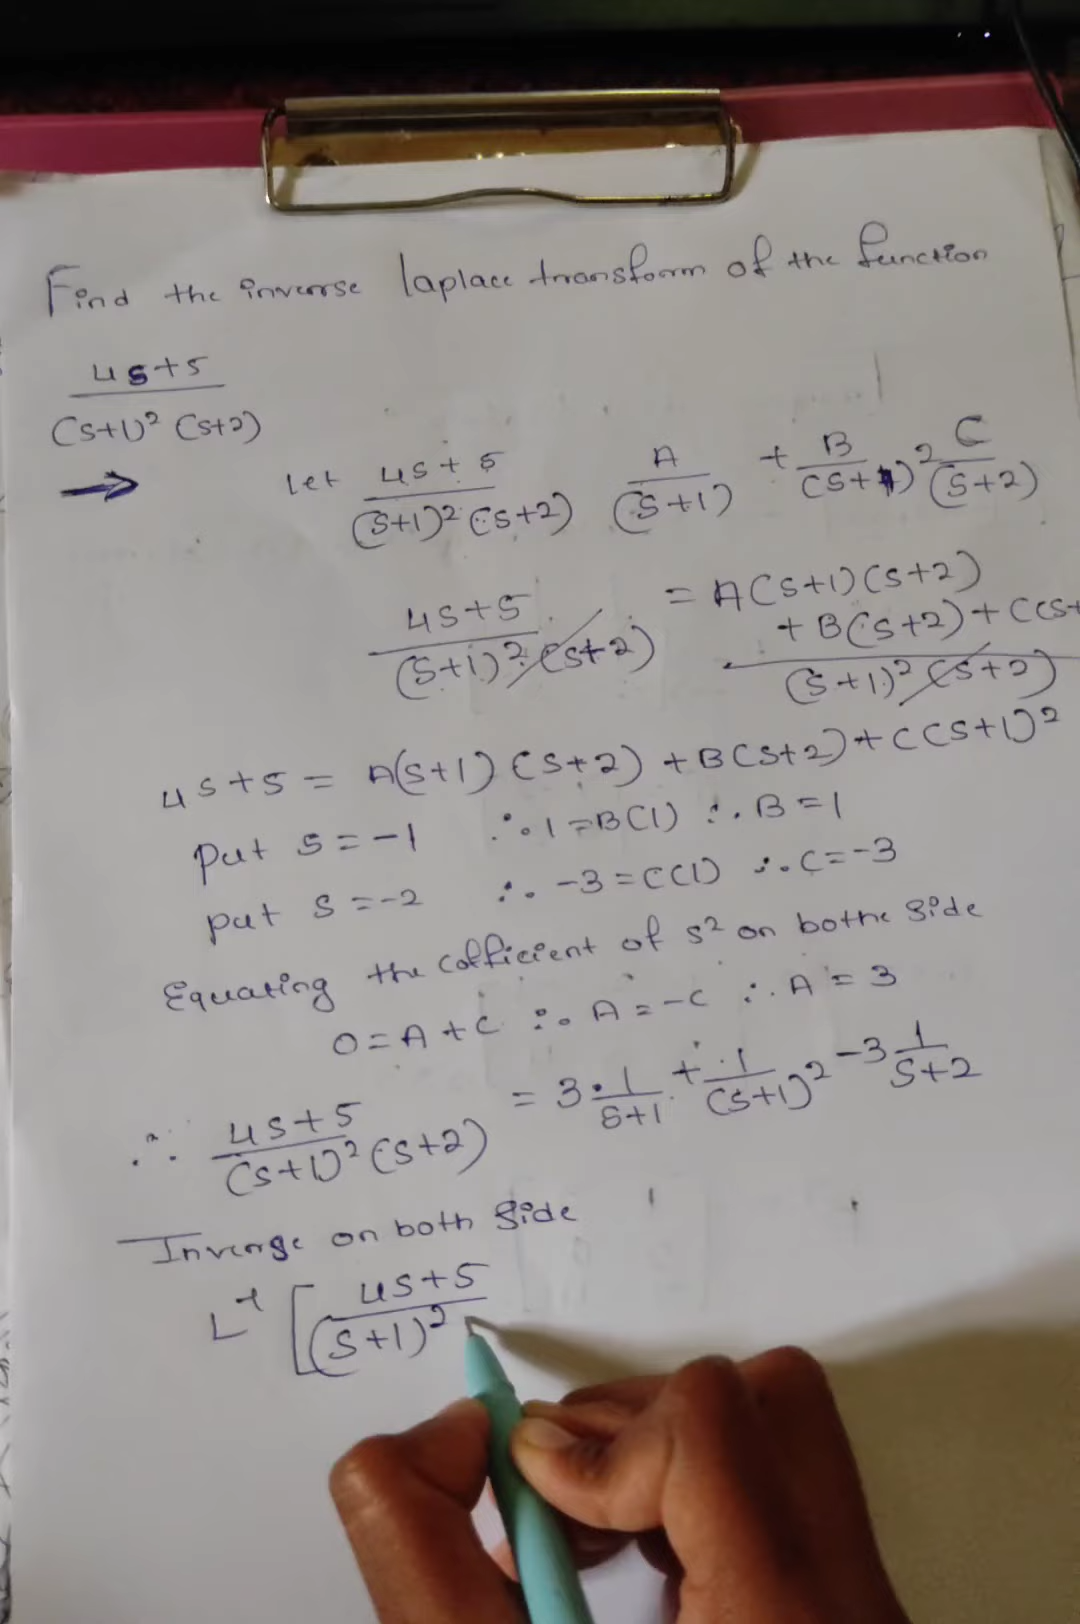 Find the inverse laplace transform of the function
4s+5
(s+1)² (s+2)
→ Let 4s+5 / (s+1)² (s+2) A / (s+1) + B / (s+1)² C / (s+2)
4s+5 / (s+1)² (s+2) = A(s+1)(s+2)
+ B(s+2) + C(s+
(s+1)² (s+2)
4s+5 = A(s+1)(s+2) + B(s+2) + C(s+1)²
put s=-1 ∴ 1=B(1) ∴ B=1
put s=-2 ∴ -3=C(1) ∴ C=-3
Equating the cofficient of s² on bothe side
0=A+C ∴ A=-C ∴ A=3
∴ 4s+5 / (s+1)² (s+2) = 3·1 / s+1 + 1 / (s+1)² -3 1 / s+2
Inverse on both side
L⁻¹ [ 4s+5 / (s+1)²